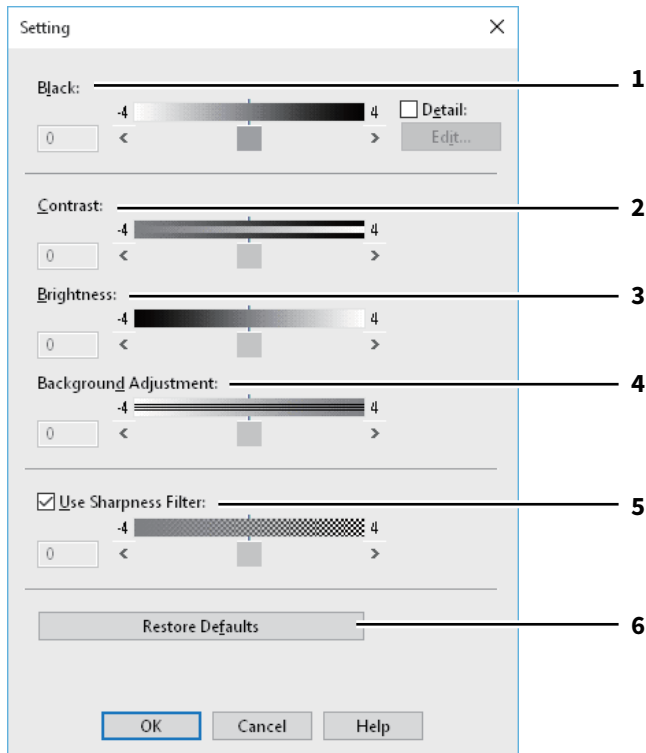 Setting
1
Black:
-4 4 Detail:
0 < > Edit...
Contrast: 2
-4 4
0 < >
Brightness: 3
-4 4
0 < >
Background Adjustment: 4
-4 4
0 < >
Use Sharpness Filter: 5
-4 4
0 < >
Restore Defaults 6
OK Cancel Help